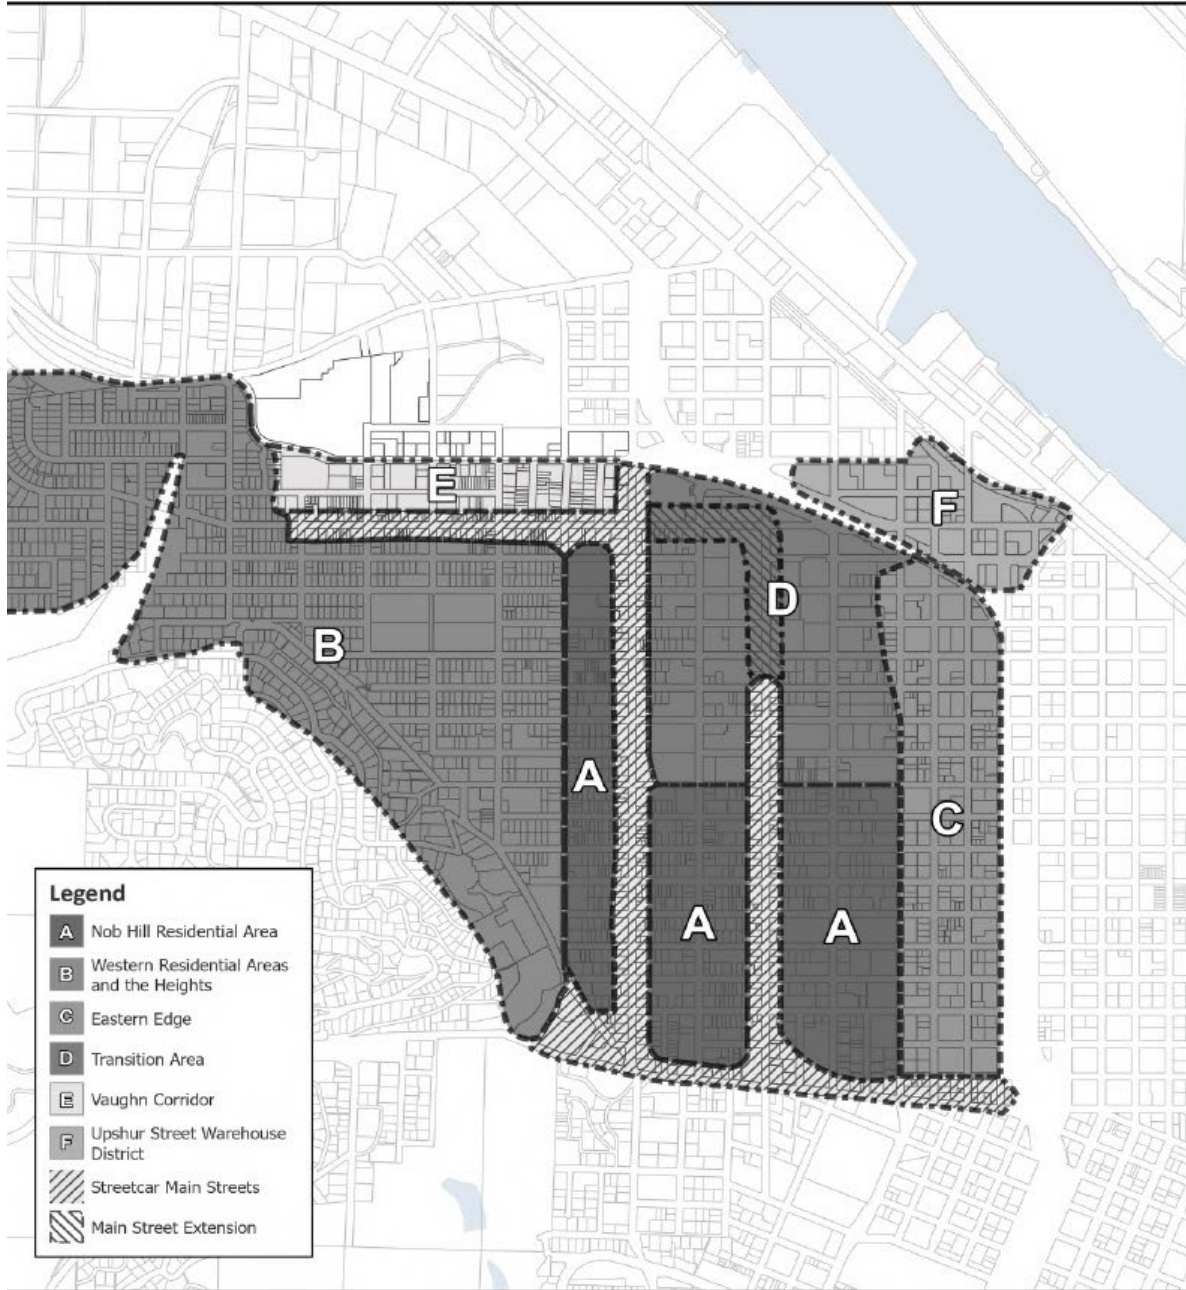 E
F
D
B
A
C
A
A
Legend
A Nob Hill Residential Area
B Western Residential Areas
and the Heights
C Eastern Edge
D Transition Area
E Vaughn Corridor
F Upshur Street Warehouse
District
Streetcar Main Streets
Main Street Extension